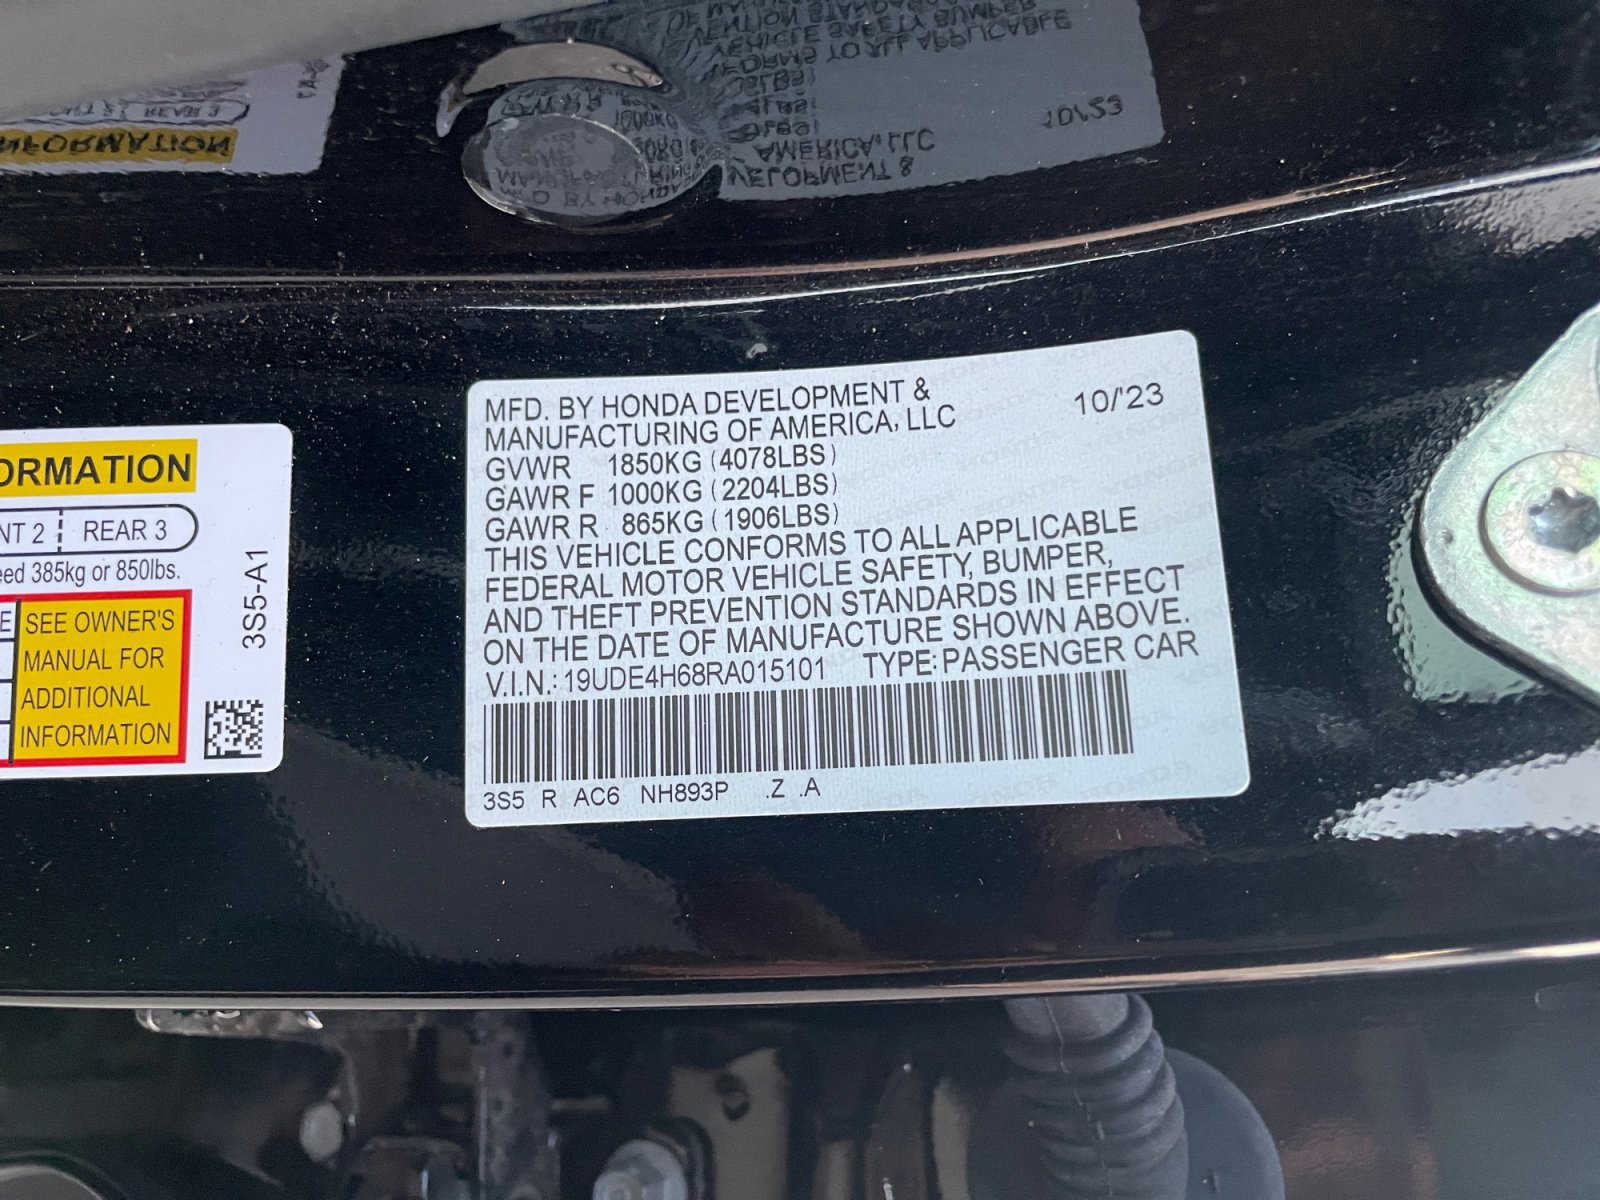 MFD. BY HONDA DEVELOPMENT &
MANUFACTURING OF AMERICA, LLC
10/'23
GVWR 1850KG (4078LBS)
GAWR F 1000KG (2204LBS)
GAWR R 865KG (1906LBS)
THIS VEHICLE CONFORMS TO ALL APPLICABLE
FEDERAL MOTOR VEHICLE SAFETY, BUMPER,
AND THEFT PREVENTION STANDARDS IN EFFECT
ON THE DATE OF MANUFACTURE SHOWN ABOVE.
V.I.N.: 19UDE4H68RA015101 TYPE: PASSENGER CAR
3S5 R AC6 NH893P .Z .A
ORMATION
NT 2 REAR 3
eed 385kg or 850lbs.
E SEE OWNER'S
MANUAL FOR
ADDITIONAL
INFORMATION
3S5-A1